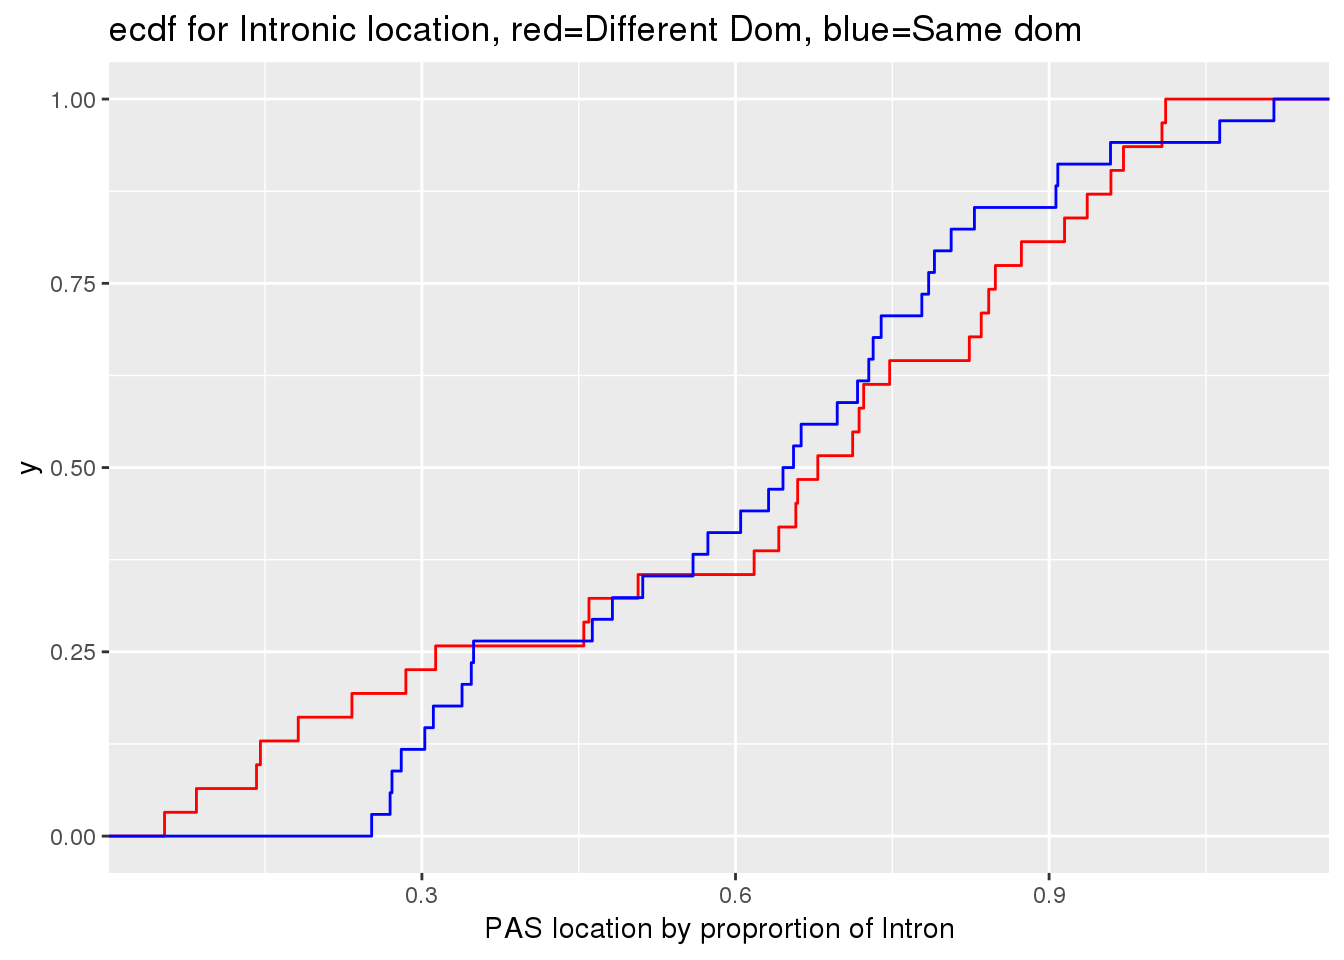 ecdf for Intronic location, red=Different Dom, blue=Same dom
1.00
0.75
0.50
0.25
0.00
y
0.3 0.6 0.9
PAS location by proprortion of Intron